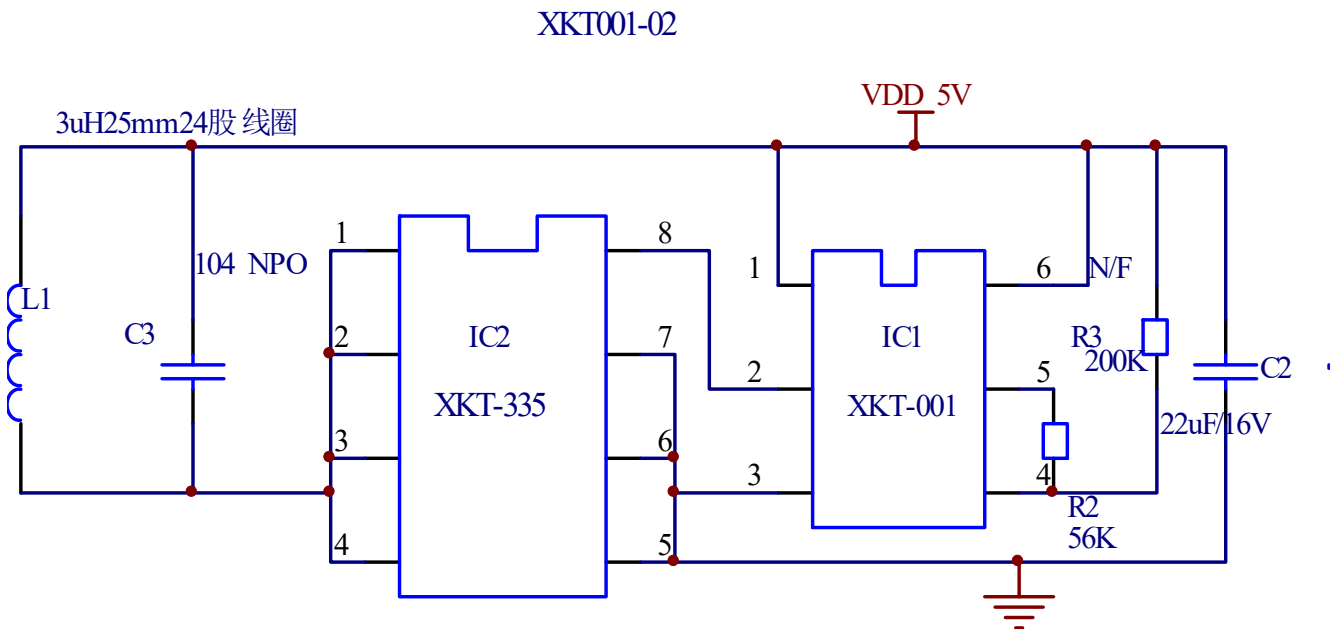 XKT001-02
VDD 5V
3uH25mm24股 线圈
1
8
104 NPO
1
6
N/F
L1
C3
2
IC2
7
IC1
R3
200K
C2
2
5
XKT-335
XKT-001
22uF/16V
3
6
3
4
R2
56K
4
5